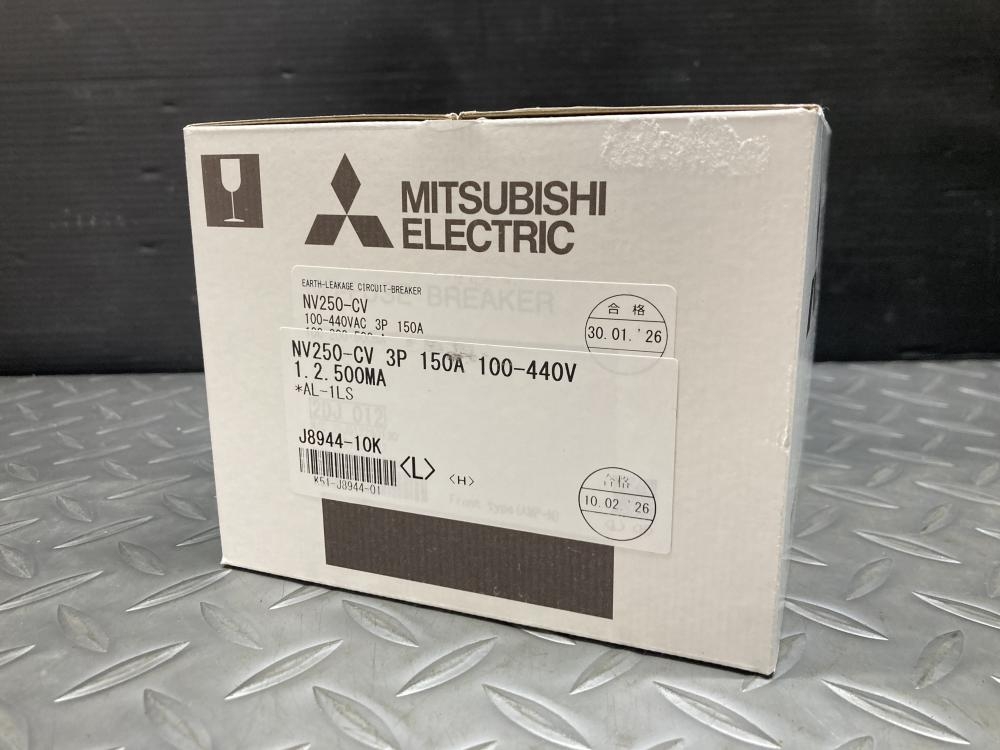 MITSUBISHI
ELECTRIC
EARTH-LEAKAGE CIRCUIT-BREAKER
NV250-CV
100-440VAC 3P 150A
合格
30.01.'26
NV250-CV 3P 150A 100-440V
1.2.500MA
*AL-1LS
J8944-10K
<L> <H>
K51-J8944-01
合格
10.02.'26